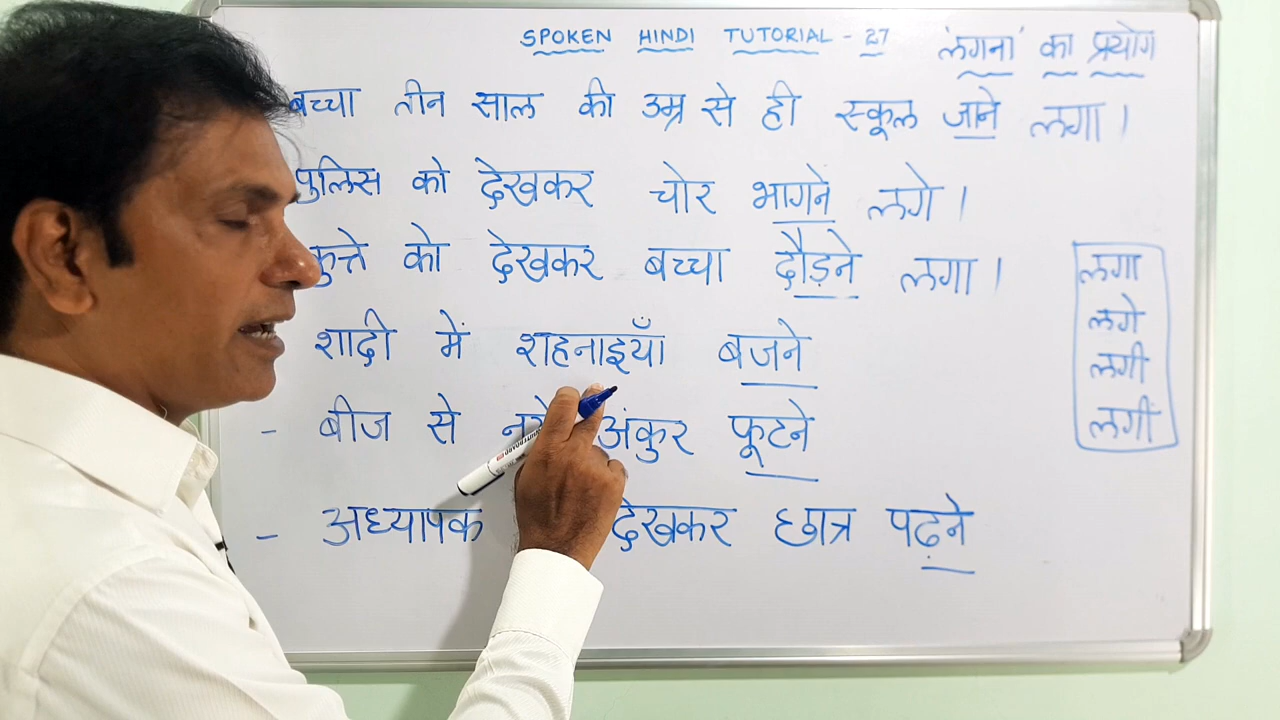 SPOKEN HINDI TUTORIAL - 27 'लगना' का प्रयोग
बच्चा तीन साल की उम्र से ही स्कूल जाने लगा।
पुलिस को देखकर चोर भागने लगे।
कुत्ते को देखकर बच्चा दौड़ने लगा।
शादी में शहनाइयाँ बजने
- बीज से अंकुर फूटने
- अध्यापक देखकर छात्र पढ़ने
लगा
लगे
लगी
लगीं